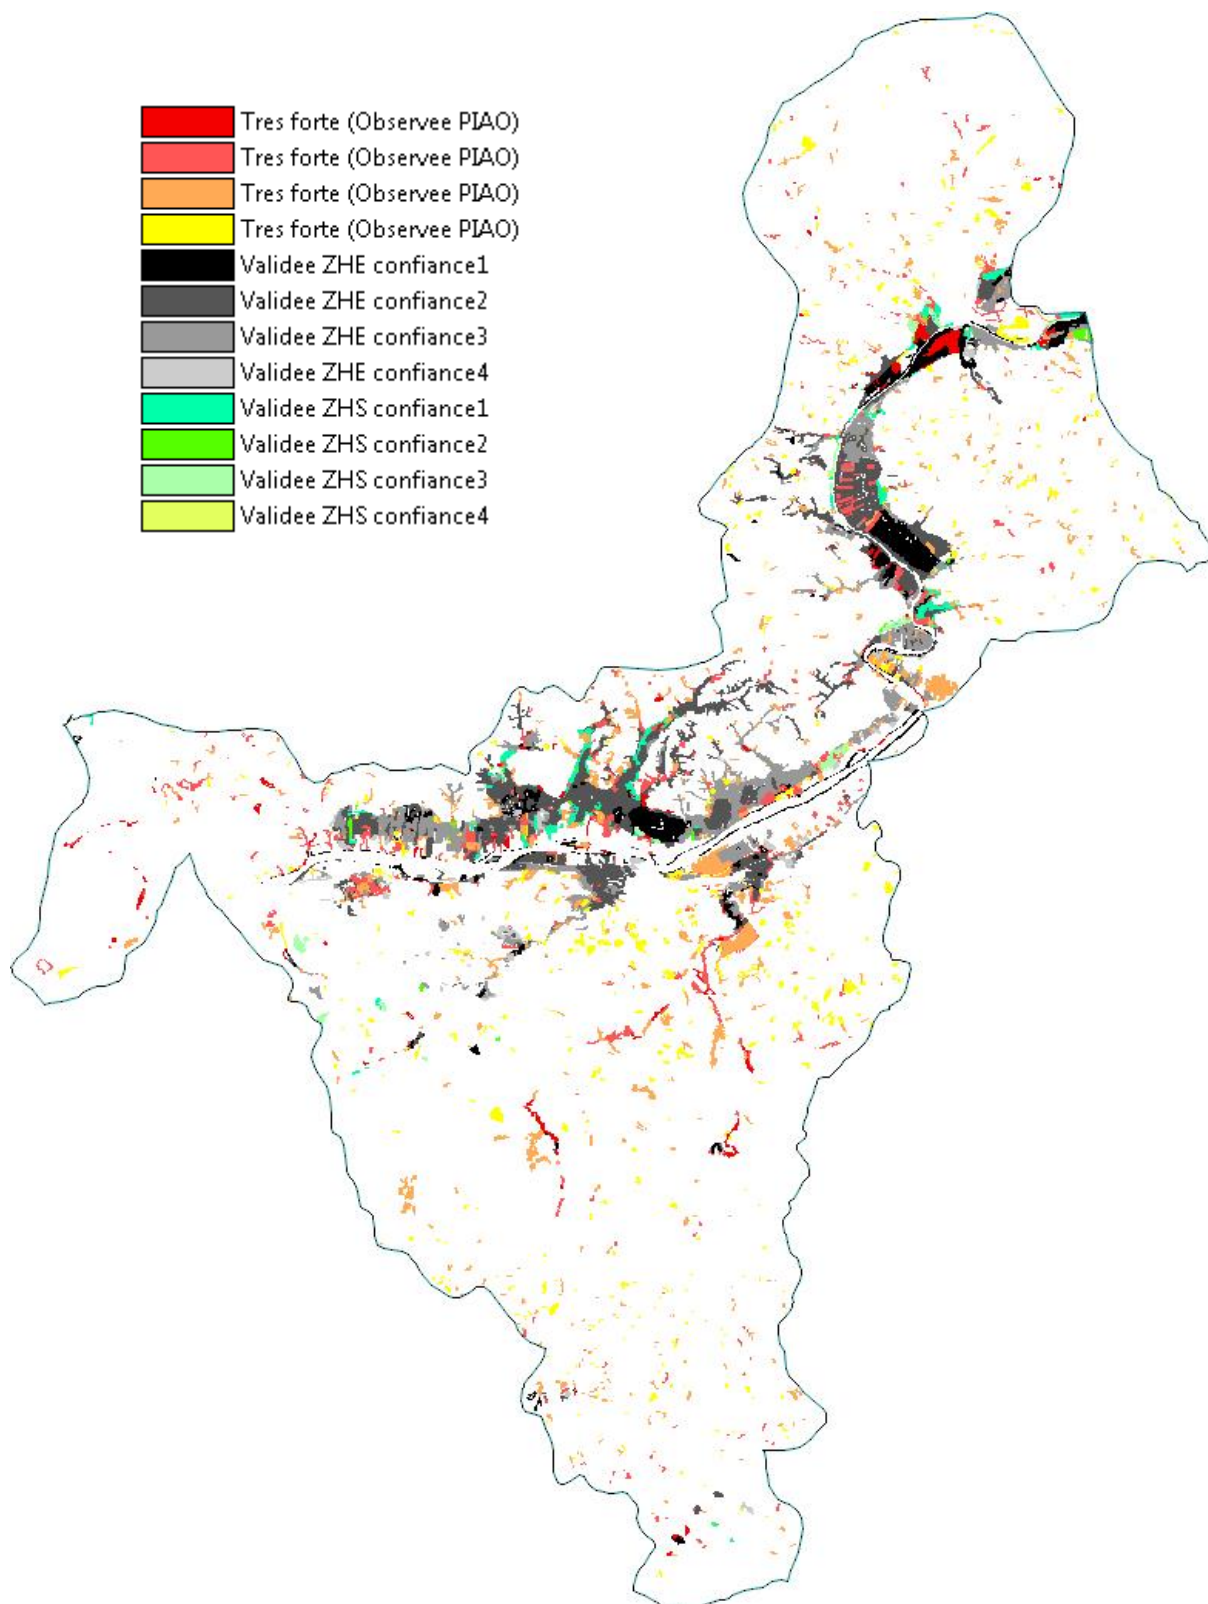 Tres forte (Observee PIAO)
Tres forte (Observee PIAO)
Tres forte (Observee PIAO)
Tres forte (Observee PIAO)
Validee ZHE confiance1
Validee ZHE confiance2
Validee ZHE confiance3
Validee ZHE confiance4
Validee ZHS confiance1
Validee ZHS confiance2
Validee ZHS confiance3
Validee ZHS confiance4